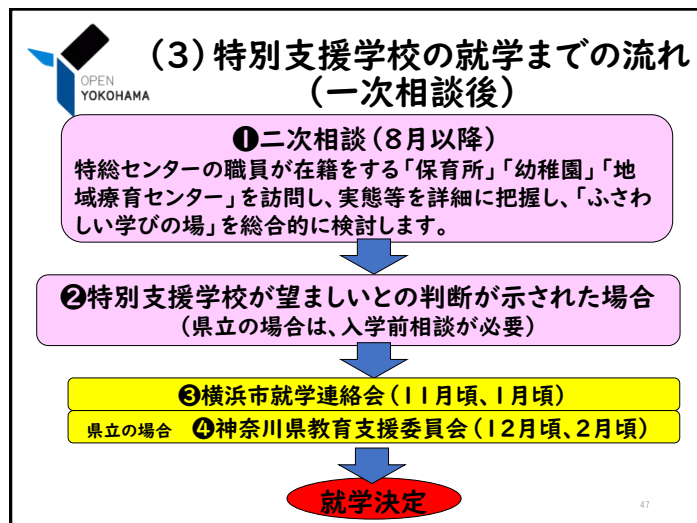 OPEN
YOKOHAMA
(3)特別支援学校の就学までの流れ
(一次相談後)
❶二次相談(8月以降)
特総センターの職員が在籍をする「保育所」「幼稚園」「地
域療育センター」を訪問し、実態等を詳細に把握し、「ふさわ
しい学びの場」を総合的に検討します。
❷特別支援学校が望ましいとの判断が示された場合
(県立の場合は、入学前相談が必要)
❸横浜市就学連絡会(11月頃、1月頃)
県立の場合 ❹神奈川県教育支援委員会(12月頃、2月頃)
就学決定
47